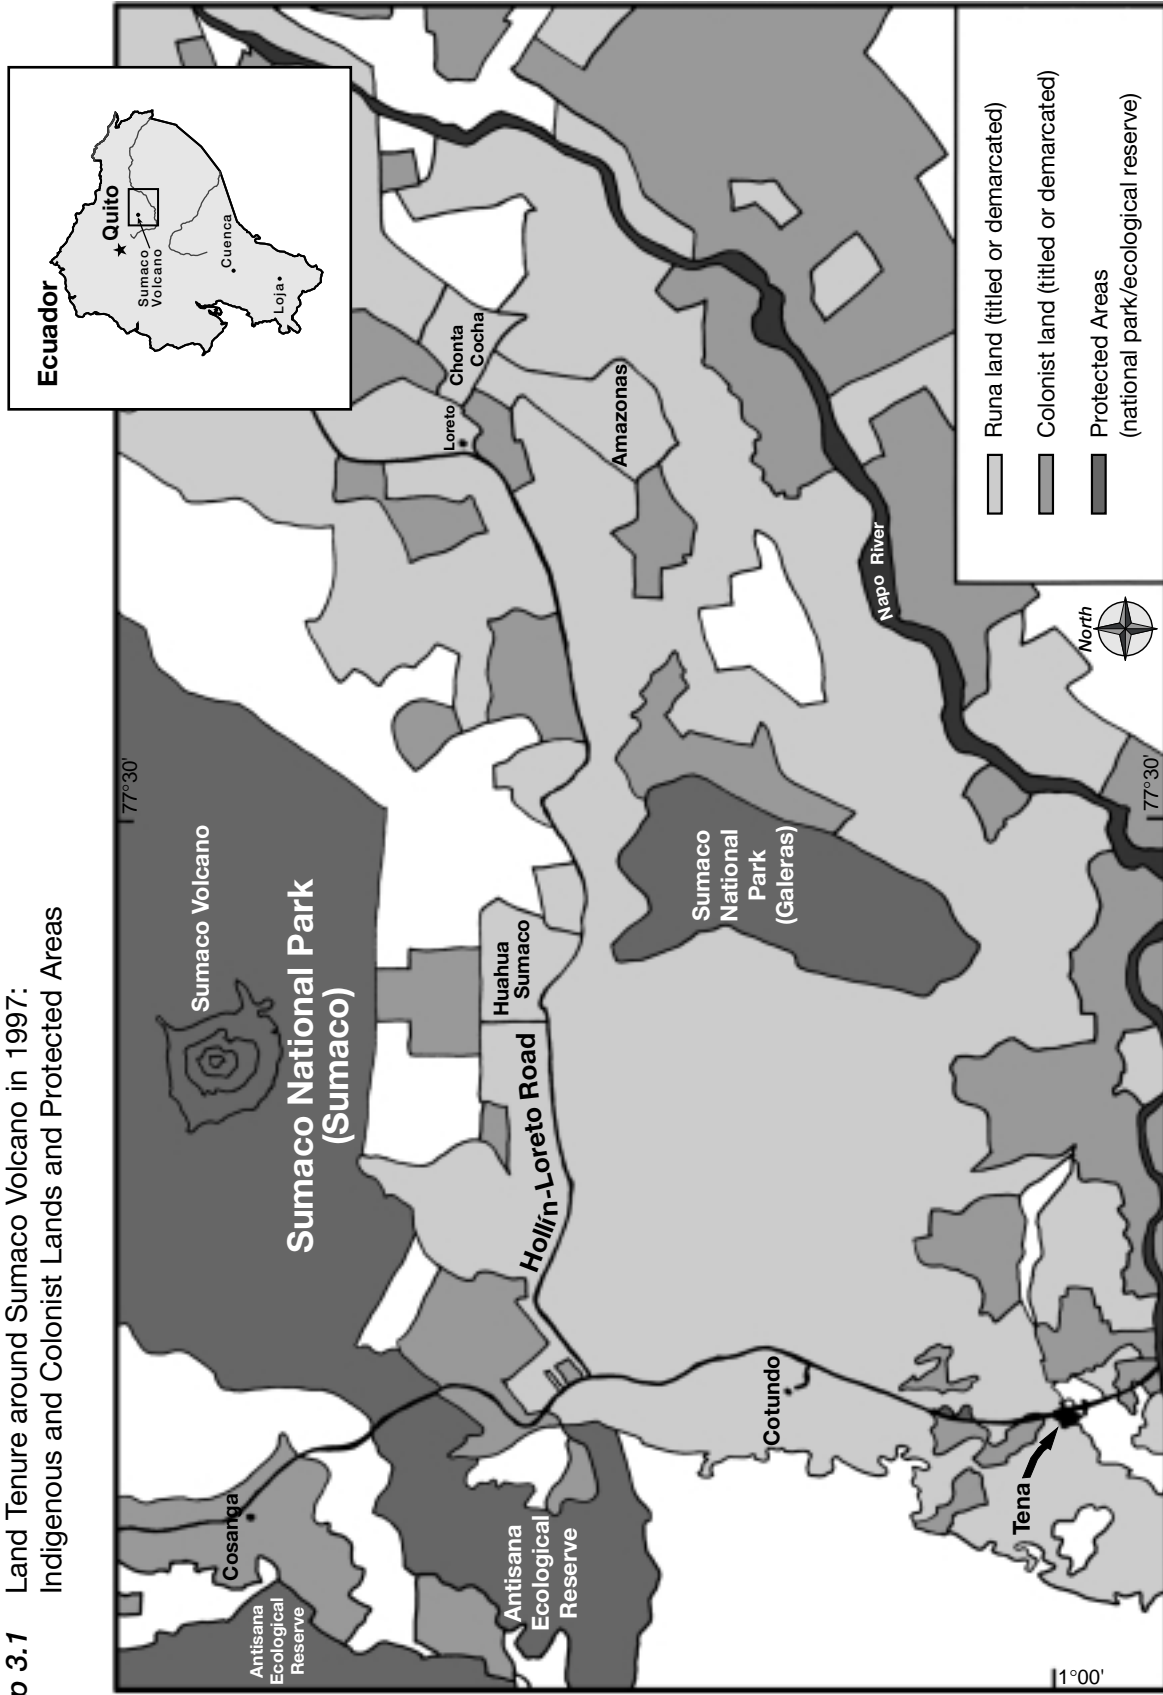 p 3.1 Land Tenure around Sumaco Volcano in 1997:
Indigenous and Colonist Lands and Protected Areas
Ecuador
Quito
Sumaco
Volcano
Cuenca
Loja
77°30'
Sumaco Volcano
Sumaco National Park
(Sumaco)
Cosanga
Antisana
Ecological
Reserve
Antisana
Ecological
Reserve
Hollín-Loreto Road
Huahua
Sumaco
Loreto
Chonta
Cocha
Amazonas
Sumaco
National
Park
(Galeras)
Cotundo
Napo River
Tena
North
77°30'
1°00'
Runa land (titled or demarcated)
Colonist land (titled or demarcated)
Protected Areas
(national park/ecological reserve)